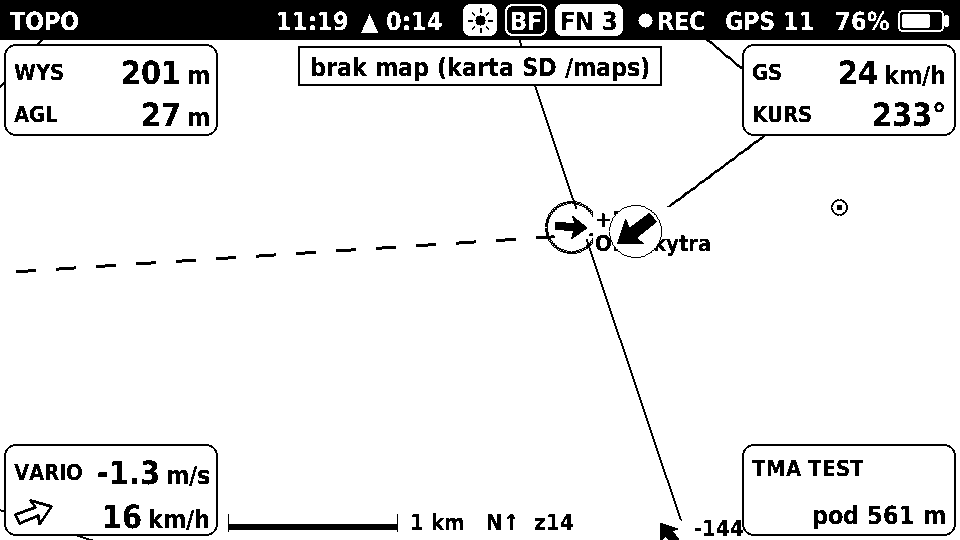 TOPO 11:19 ▲ 0:14 BF FN 3 REC GPS 11 76%
WYS 201 m
AGL 27 m
brak map (karta SD /maps)
GS 24 km/h
KURS 233°
VARIO -1.3 m/s
16 km/h
1 km N↑ z14
-144
TMA TEST
pod 561 m